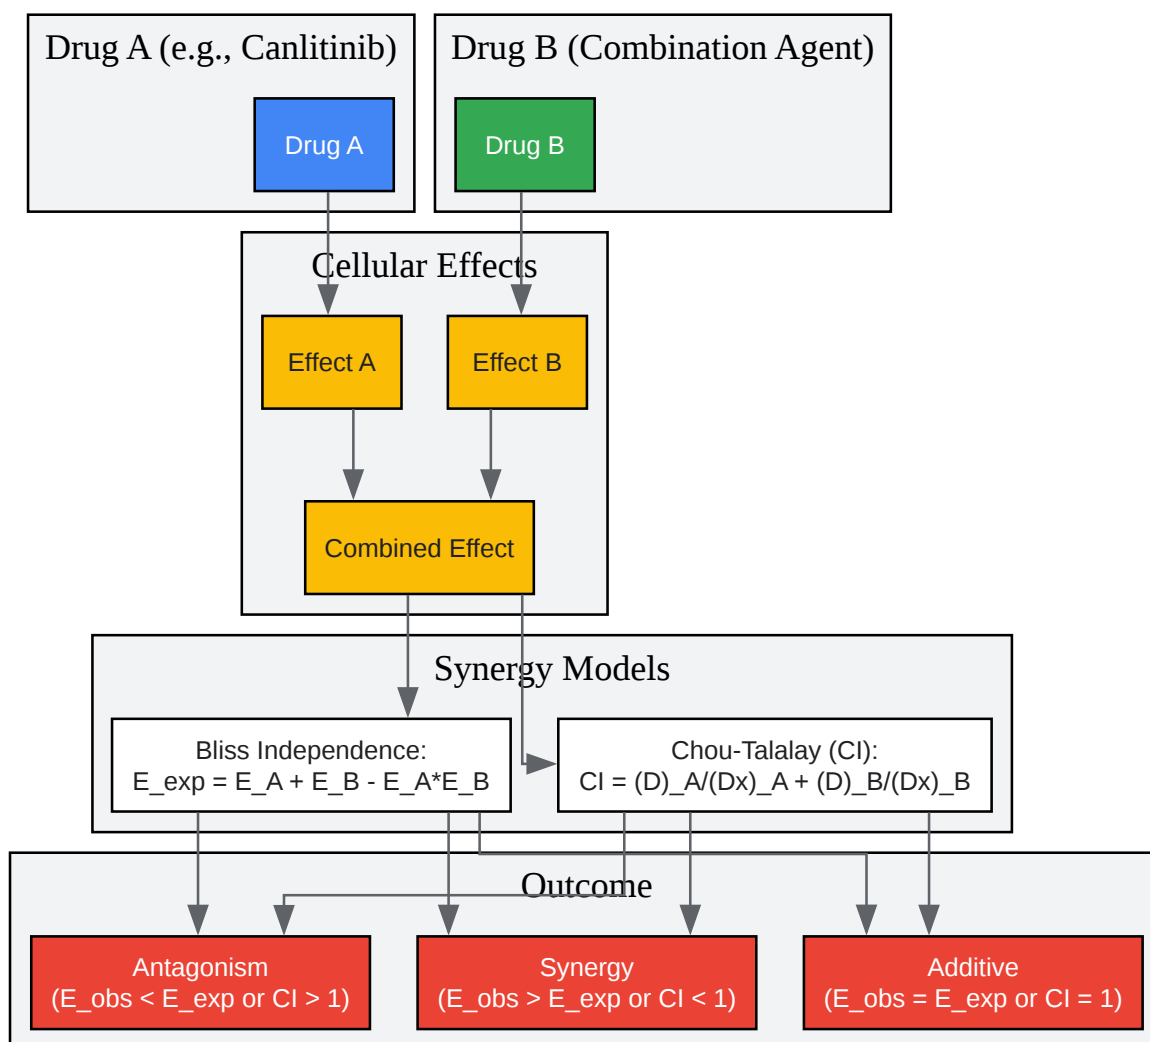 Drug A (e.g., Canlitinib)
Drug B (Combination Agent)
Drug A
Drug B
Cellular Effects
Effect A
Effect B
Combined Effect
Synergy Models
Bliss Independence:
E_exp = E_A + E_B - E_A*E_B
Chou-Talalay (CI):
CI = (D)_A/(Dx)_A + (D)_B/(Dx)_B
Outcome
Antagonism
(E_obs < E_exp or CI > 1)
Synergy
(E_obs > E_exp or CI < 1)
Additive
(E_obs = E_exp or CI = 1)